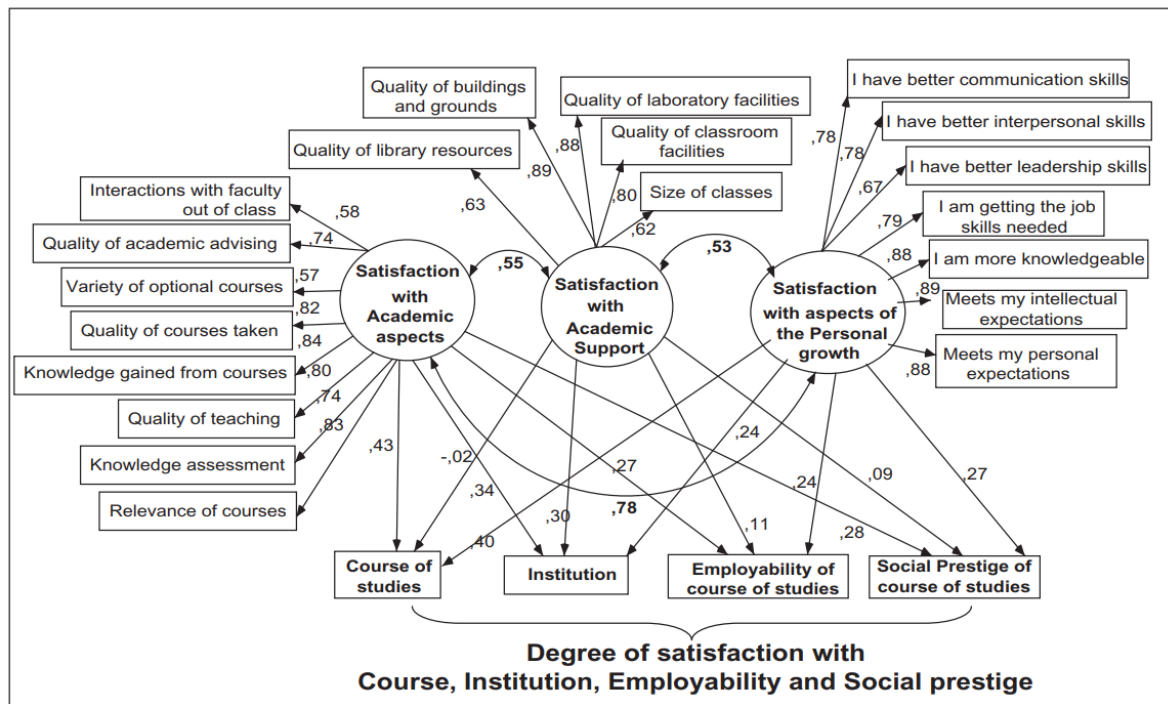 I have better communication skills
Quality of buildings
and grounds
Quality of laboratory facilities
I have better interpersonal skills
Quality of classroom
facilities
Quality of library resources
I have better leadership skills
Size of classes
Interactions with faculty
out of class
I am getting the job
skills needed
Quality of academic advising
I am more knowledgeable
Variety of optional courses
Meets my intellectual
expectations
Quality of courses taken
Meets my personal
expectations
Knowledge gained from courses
Quality of teaching
Knowledge assessment
Relevance of courses
,58
,74
,57
,82
,84
,80
,74
,83
,63
,89
,88
,80
,62
,78
,78
,67
,79
,88
,89
,88
,55
,53
,78
Satisfaction
with
Academic
aspects
Satisfaction
with
Academic
Support
Satisfaction
with aspects of
the Personal
growth
,43
-,02
,34
,30
,40
,27
,24
,11
,24
,28
,09
,27
Course of
studies
Institution
Employability of
course of studies
Social Prestige of
course of studies
Degree of satisfaction with
Course, Institution, Employability and Social prestige